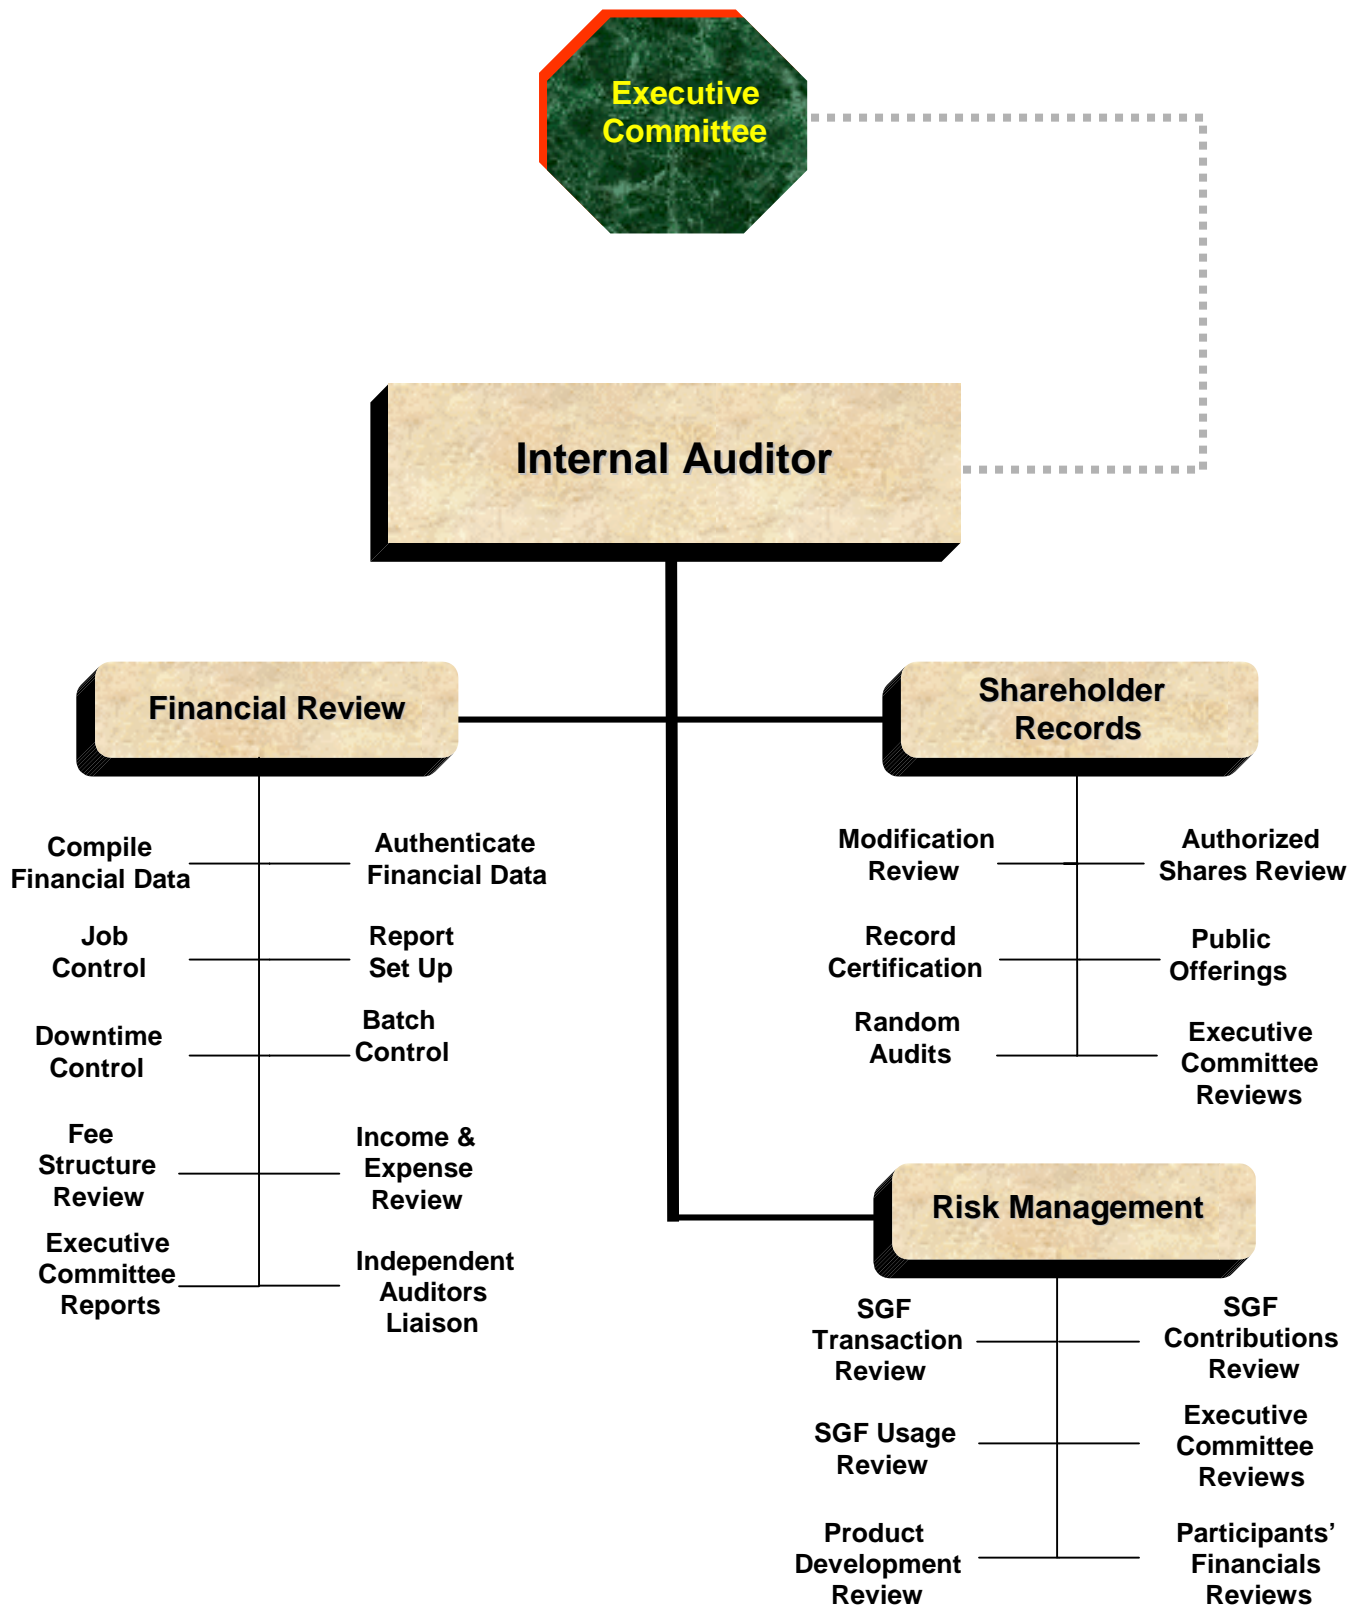 Executive
Committee
Internal Auditor
Financial Review
Compile
Financial Data
Authenticate
Financial Data
Job
Control
Report
Set Up
Downtime
Control
Batch
Control
Fee
Structure
Review
Income &
Expense
Review
Executive
Committee
Reports
Independent
Auditors
Liaison
Shareholder
Records
Modification
Review
Authorized
Shares Review
Record
Certification
Public
Offerings
Random
Audits
Executive
Committee
Reviews
Risk Management
SGF
Transaction
Review
SGF
Contributions
Review
SGF Usage
Review
Executive
Committee
Reviews
Product
Development
Review
Participants’
Financials
Reviews